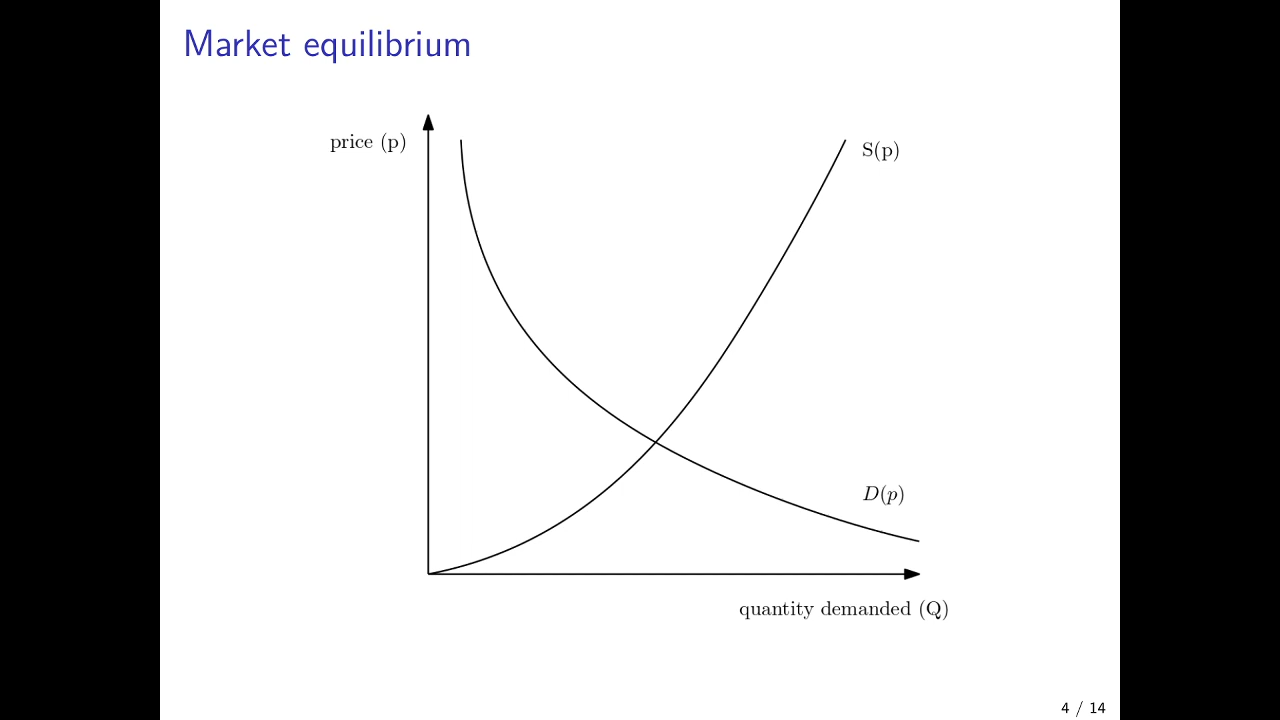 Market equilibrium
price (p)
S(p)
D(p)
quantity demanded (Q)
4 / 14